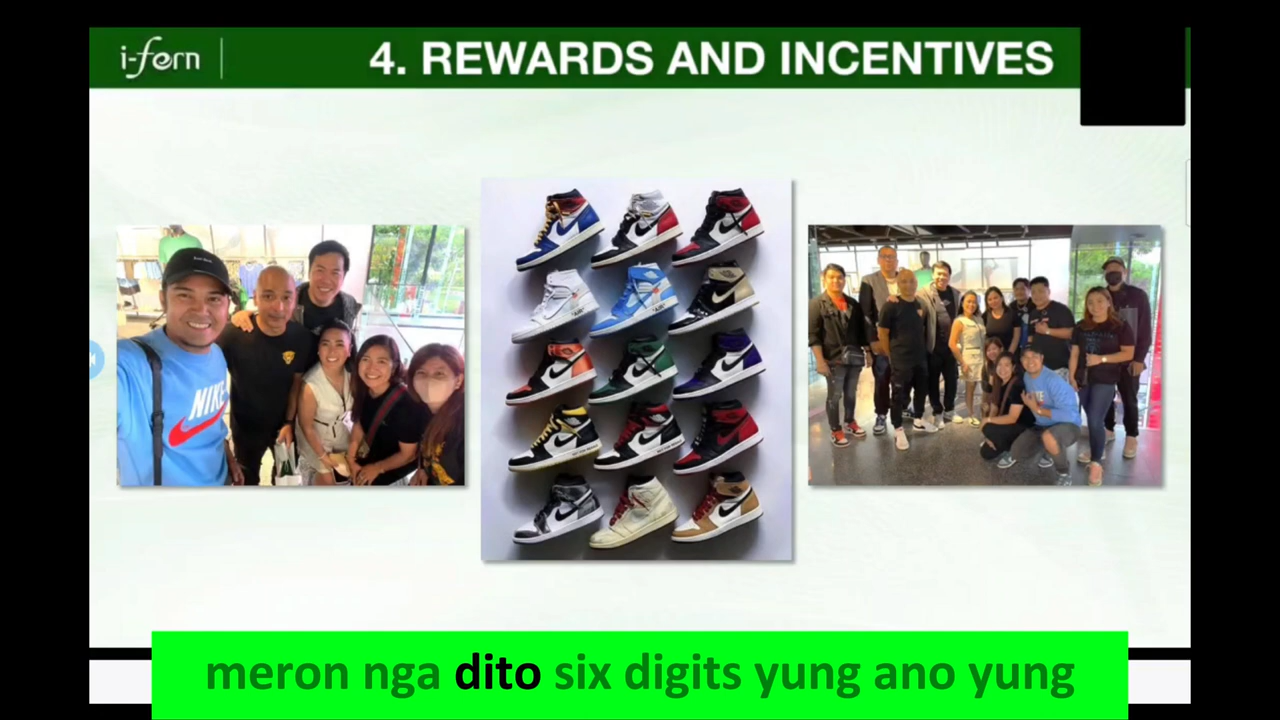 i-fern
4. REWARDS AND INCENTIVES
NIKE
meron nga dito six digits yung ano yung